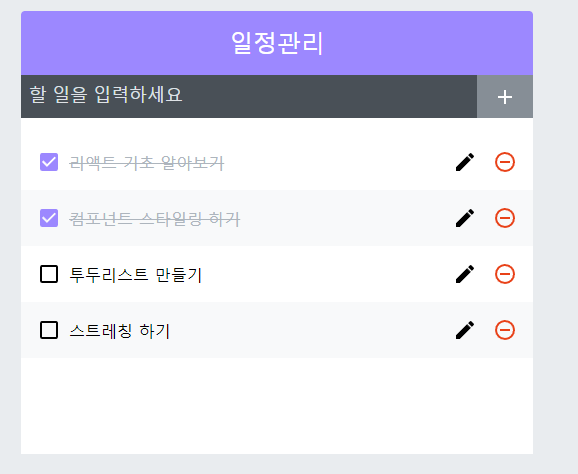 일정관리
할 일을 입력하세요
리액트 기초 알아보기
컴포넌트 스타일링 하기
투두리스트 만들기
스트레칭 하기